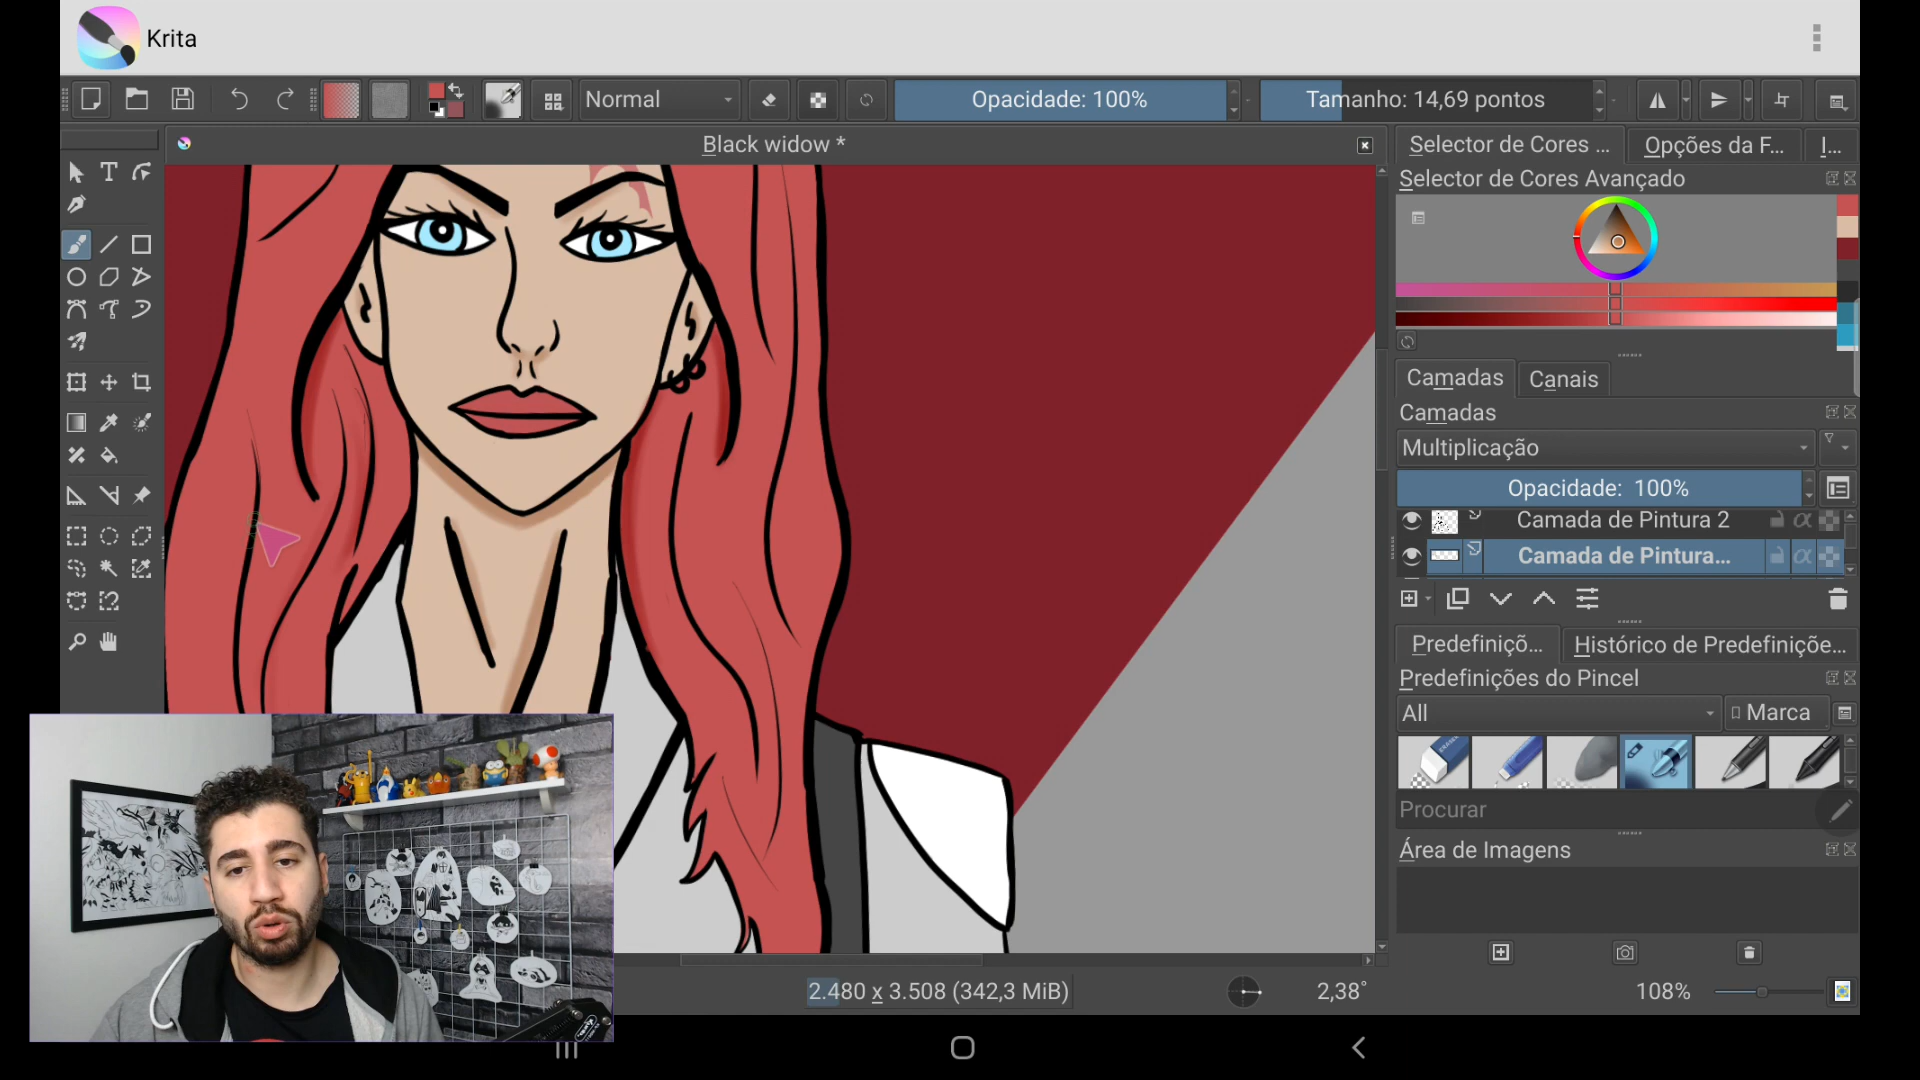 Krita
Normal
Opacidade: 100%
Tamanho: 14,69 pontos
Black widow *
Selector de Cores ...
Opções da F...
I...
Selector de Cores Avançado
Camadas
Canais
Camadas
Multiplicação
Opacidade: 100%
Camada de Pintura 2
Camada de Pintura...
Predefiniçõ...
Histórico de Predefiniçõe...
Predefinições do Pincel
All
Marca
Procurar
Área de Imagens
2.480 x 3.508 (342,3 MiB)
2,38°
108%